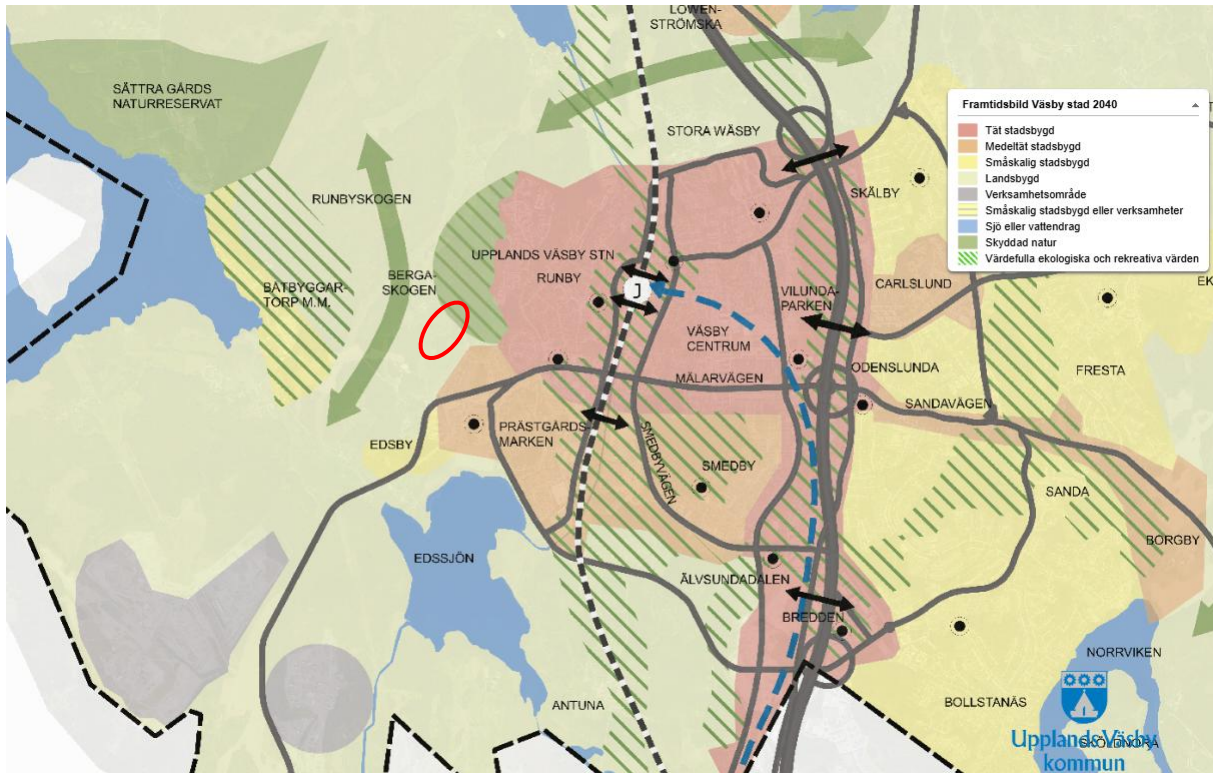 LÖWEN-
STRÖMSKA
SÄTTRA GÅRDS
NATURRESERVAT
Framtidsbild Väsby stad 2040
Tät stadsbygd
Medeltät stadsbygd
Småskalig stadsbygd
Landsbygd
Verksamhetsområde
Småskalig stadsbygd eller verksamheter
Sjö eller vattendrag
Skyddad natur
Värdefulla ekologiska och rekreativa värden
STORA WÄSBY
RUNBYSKOGEN
SKÄLBY
UPPLANDS VÄSBY STN
RUNBY
BERGA-
SKOGEN
BATBYGGAR-
TORP M.M.
J
VILUNDA-
PARKEN
CARLSLUND
EK
VÄSBY
CENTRUM
MÄLARVÄGEN
ODENSLUNDA
FRESTA
SANDAVÄGEN
PRÄSTGÅRDS-
MARKEN
EDSBY
SMEDBYVÄGEN
SMEDBY
SANDA
BORGBY
EDSSJÖN
ÄLVSUNDADALEN
BREDDEN
NORRVIKEN
ANTUNA
BOLLSTANÄS
SKÖLDNORA
Upplands Väsby
kommun